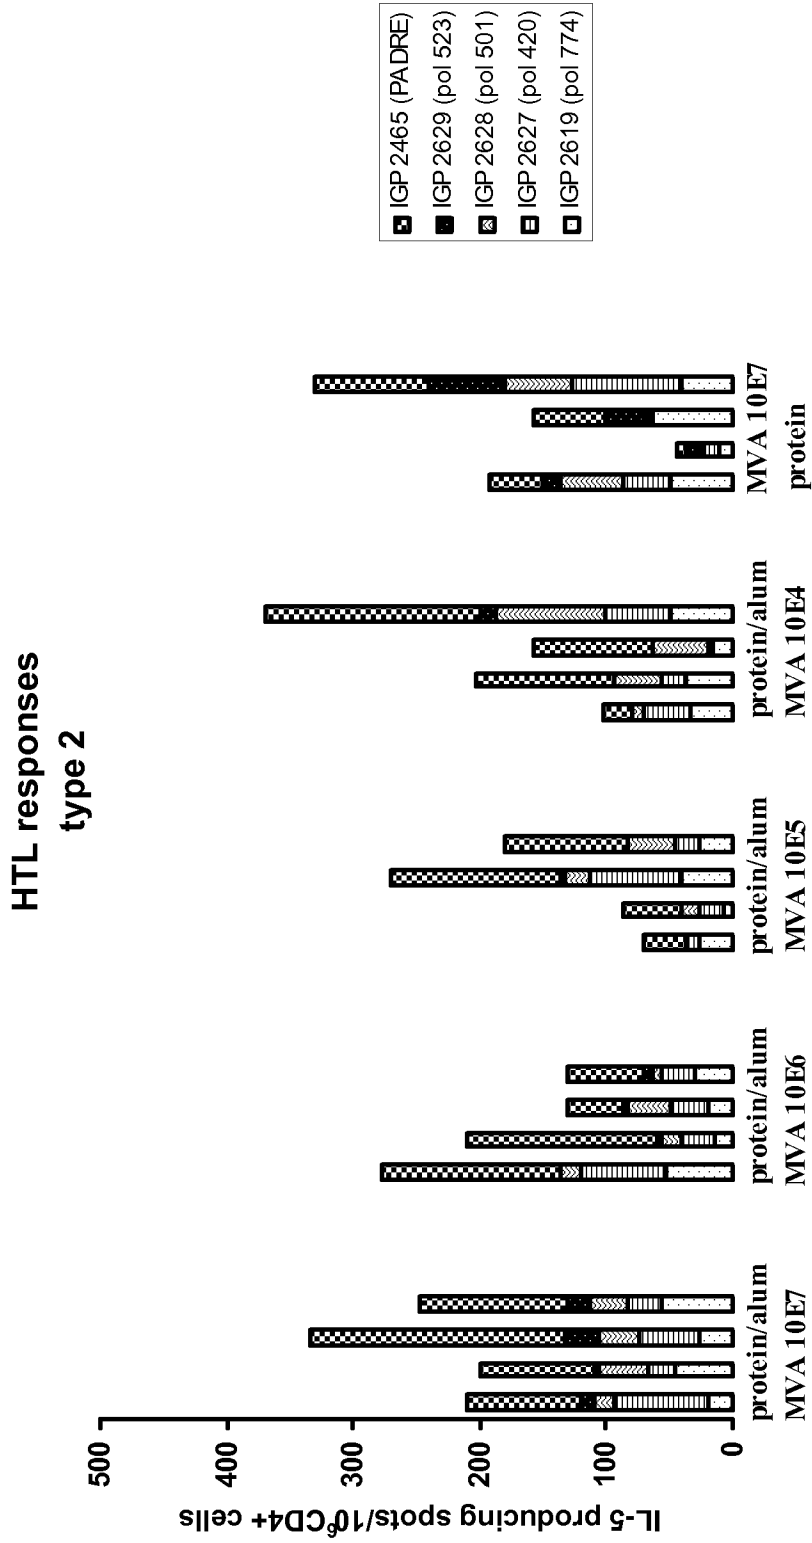 HTL responses
type 2
IL-5 producing spots/10⁶CD4+ cells
500
400
300
200
100
0
protein/alum
MVA 10E7
protein/alum
MVA 10E6
protein/alum
MVA 10E5
protein/alum
MVA 10E4
MVA 10E7
protein
IGP 2465 (PADRE)
IGP 2629 (pol 523)
IGP 2628 (pol 501)
IGP 2627 (pol 420)
IGP 2619 (pol 774)